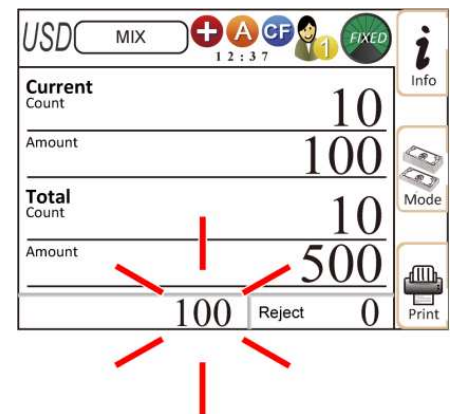 USD MIX + A CF 1 FIXED
12:37
i
Info
Current
Count 10
Amount 100
Mode
Total
Count 10
Amount 500
100 Reject 0
Print